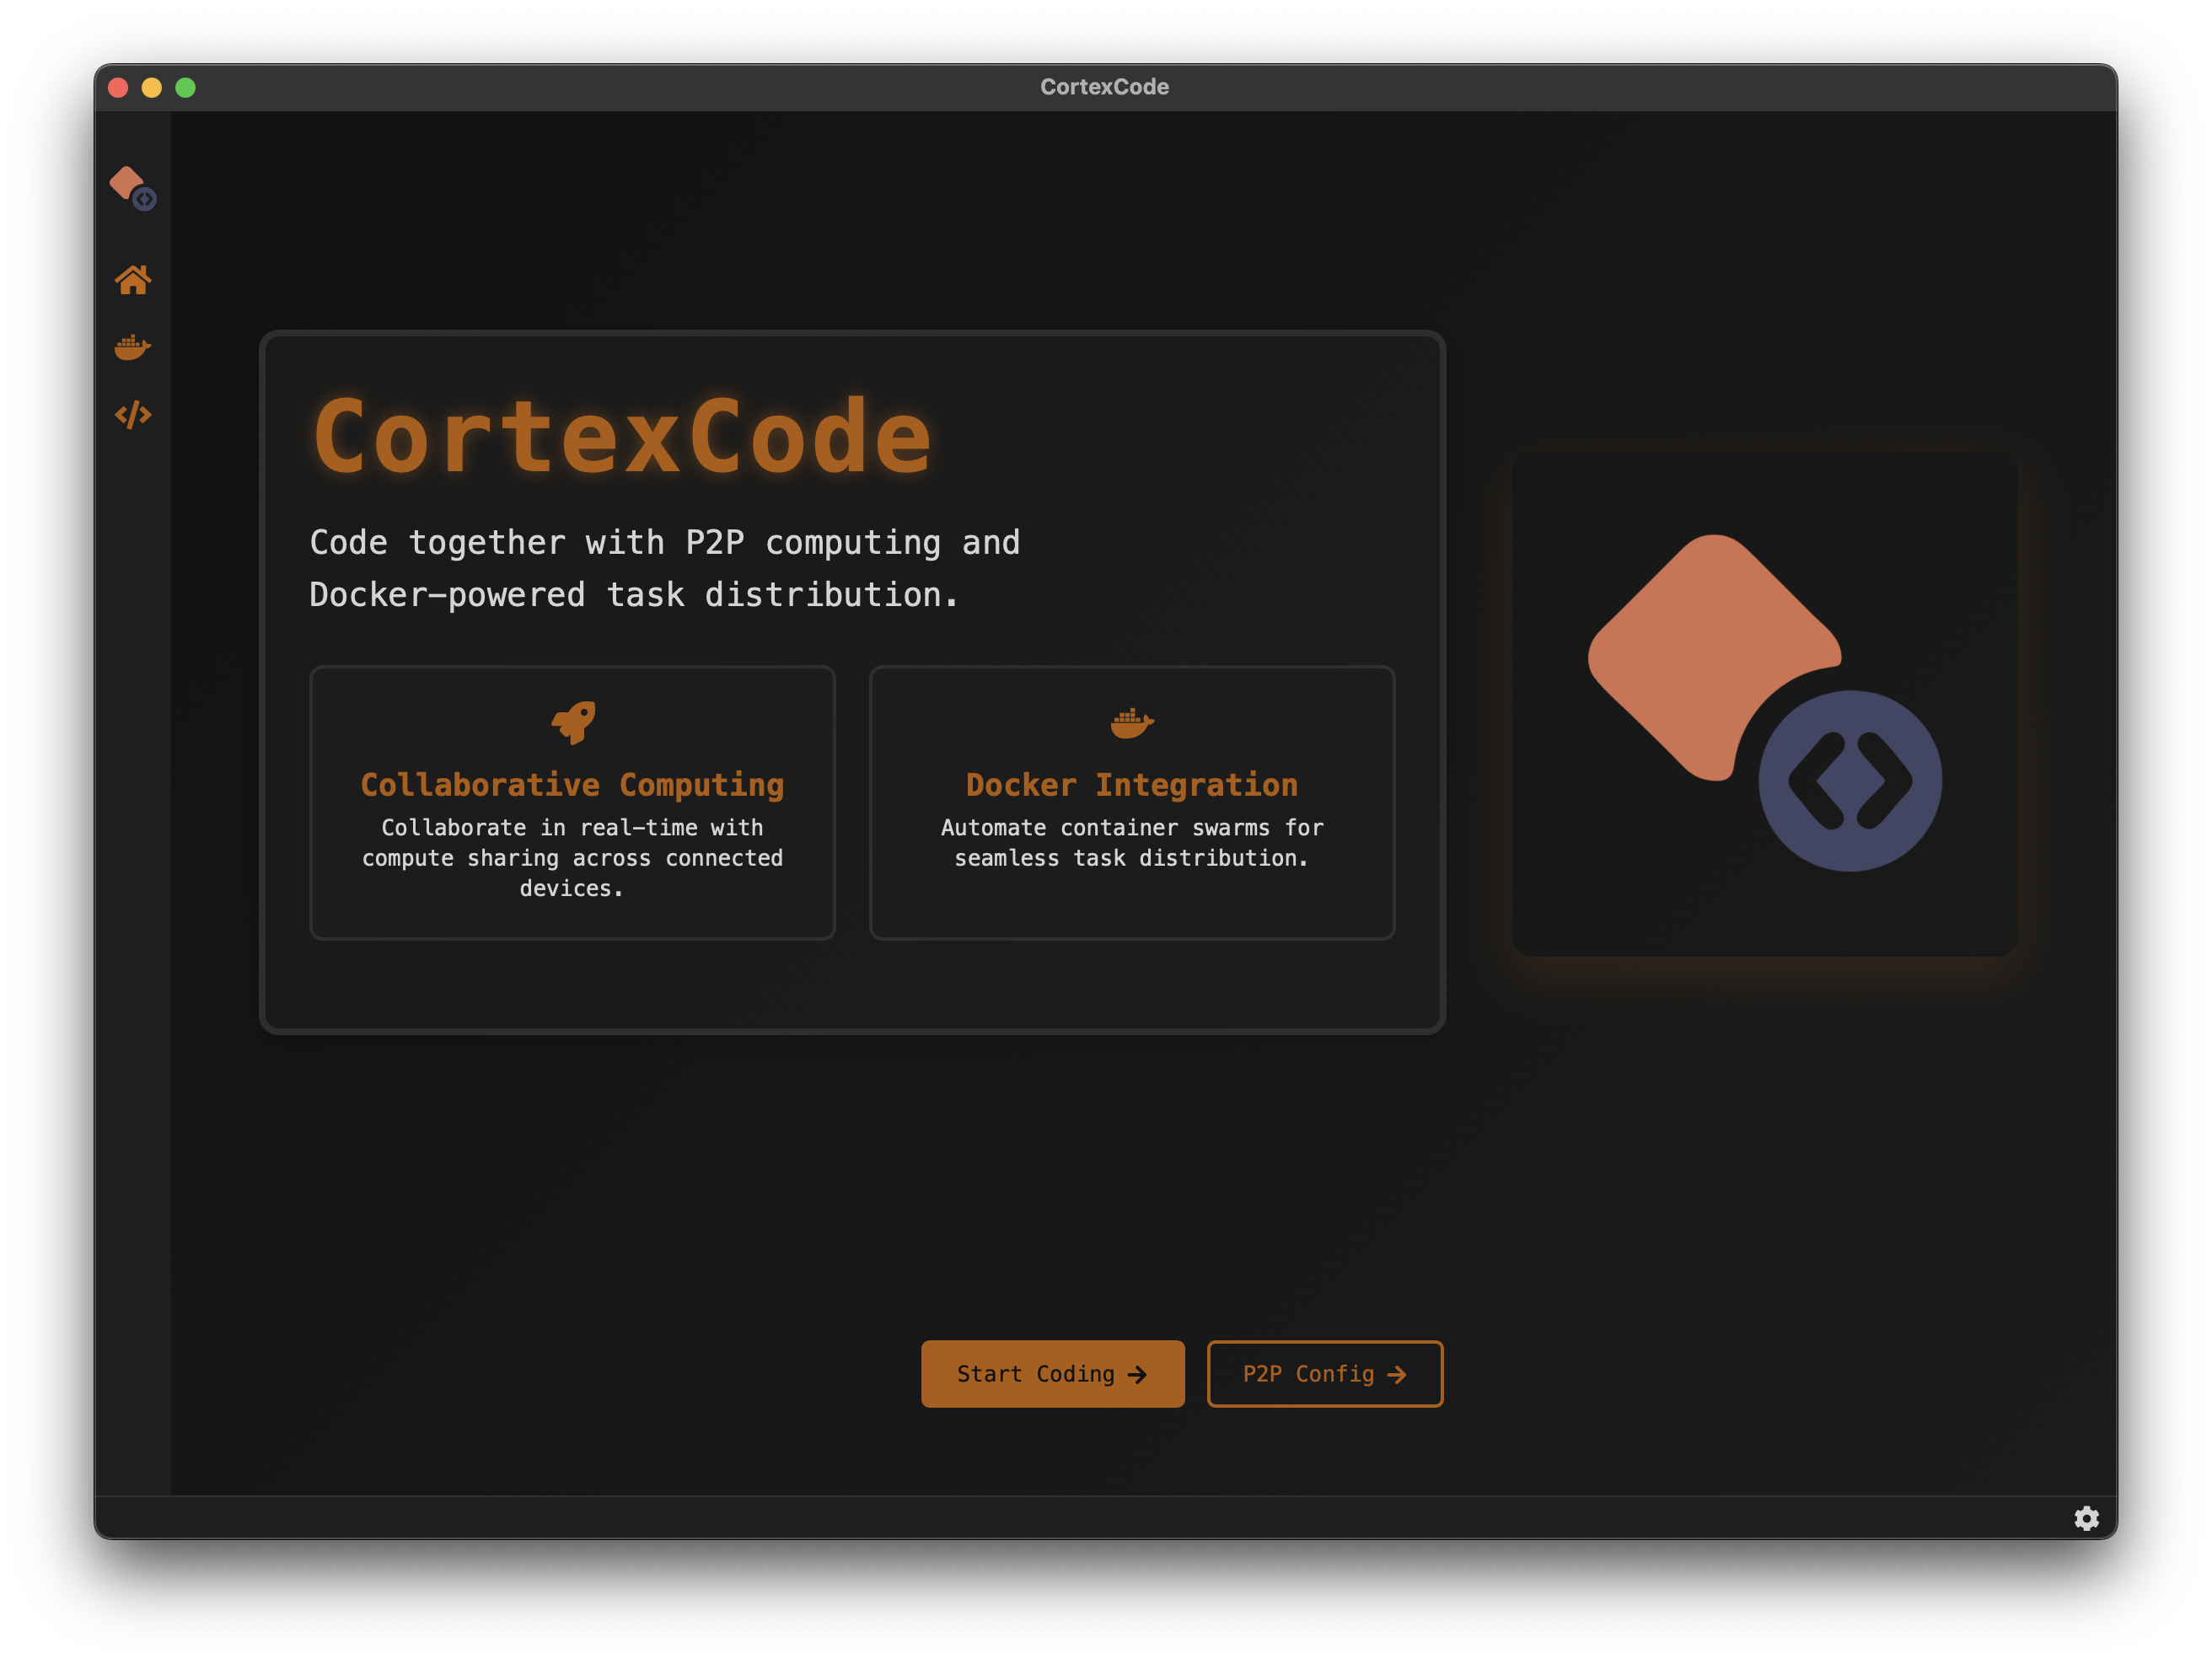 CortexCode
CortexCode
Code together with P2P computing and
Docker-powered task distribution.
Collaborative Computing
Collaborate in real-time with
compute sharing across connected
devices.
Docker Integration
Automate container swarms for
seamless task distribution.
Start Coding →
P2P Config →